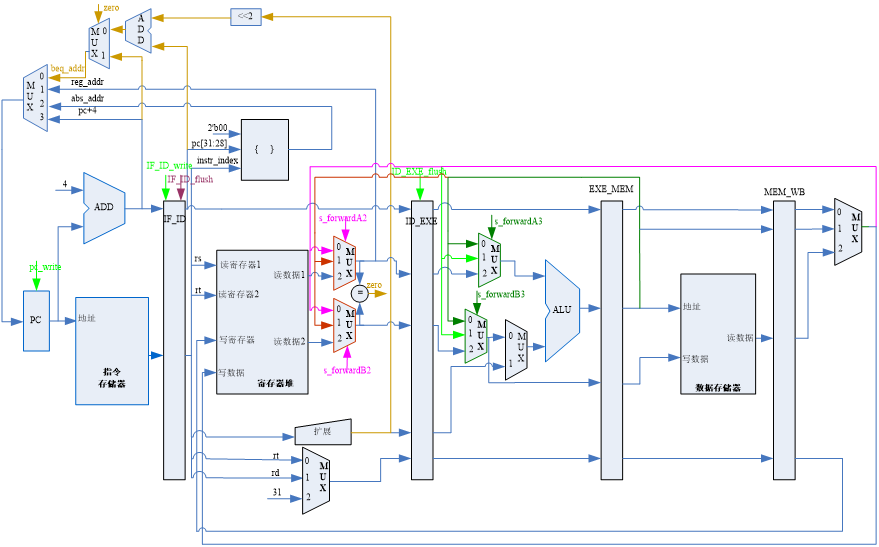 zero
A
D
D
<<2
M
U
X
0
1
beq_addr
M
U
X
0
1
2
3
reg_addr
abs_addr
pc+4
2'b00
pc[31:28]
instr_index
{ }
IF_ID_write
IF_ID_flush
ID_EXE_flush
4
ADD
IF_ID
ID_EXE
EXE_MEM
MEM_WB
s_forwardA2
s_forwardA3
0
1
2
M
U
X
0
1
2
M
U
X
0
1
2
rs
读寄存器1
读数据1
zero
=
pc_write
rt
读寄存器2
s_forwardB3
0
1
2
M
U
X
0
1
2
M
U
X
0
1
M
U
X
ALU
PC
地址
地址
写寄存器
读数据2
读数据
写数据
写数据
指令
存储器
寄存器堆
s_forwardB2
数据存储器
扩展
rt
rd
31
0
1
2
M
U
X